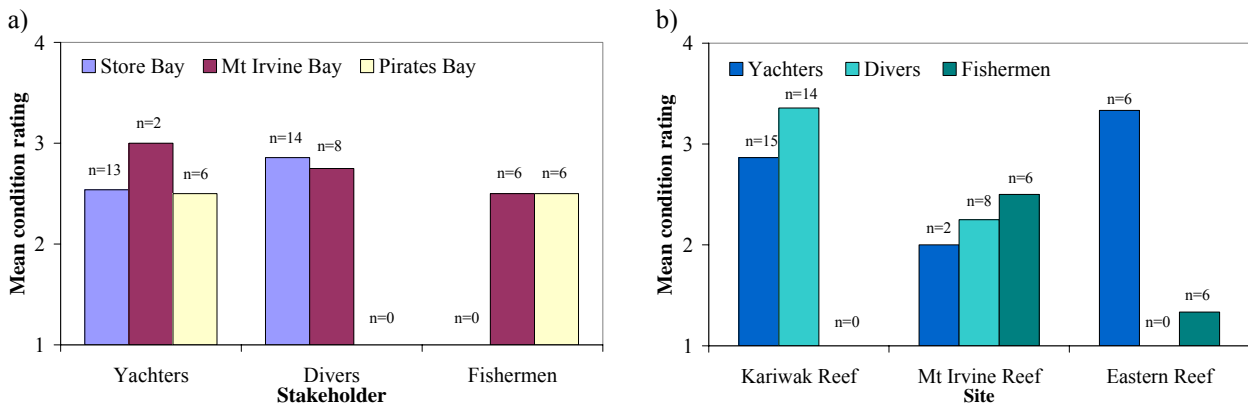 a)
4
3
2
1
Mean condition rating
Store Bay Mt Irvine Bay Pirates Bay
n=13
n=2
n=6
n=14
n=8
n=0
n=0
n=6
n=6
Yachters Divers Fishermen
Stakeholder
b)
4
3
2
1
Mean condition rating
Yachters Divers Fishermen
n=15
n=14
n=0
n=2
n=8
n=6
n=6
n=0
n=6
Kariwak Reef Mt Irvine Reef Eastern Reef
Site